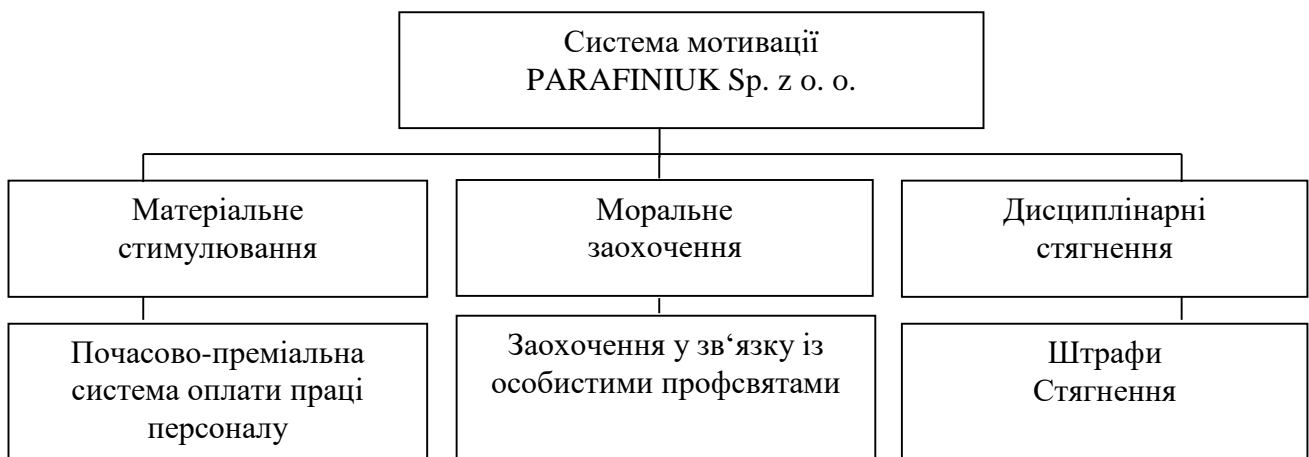 Система мотивації
PARAFINIUK Sp. z o. o.
Матеріальне
стимулювання
Моральне
заохочення
Дисциплінарні
стягнення
Почасово-преміальна
система оплати праці
персоналу
Заохочення у зв‘язку із
особистими профсвятами
Штрафи
Стягнення